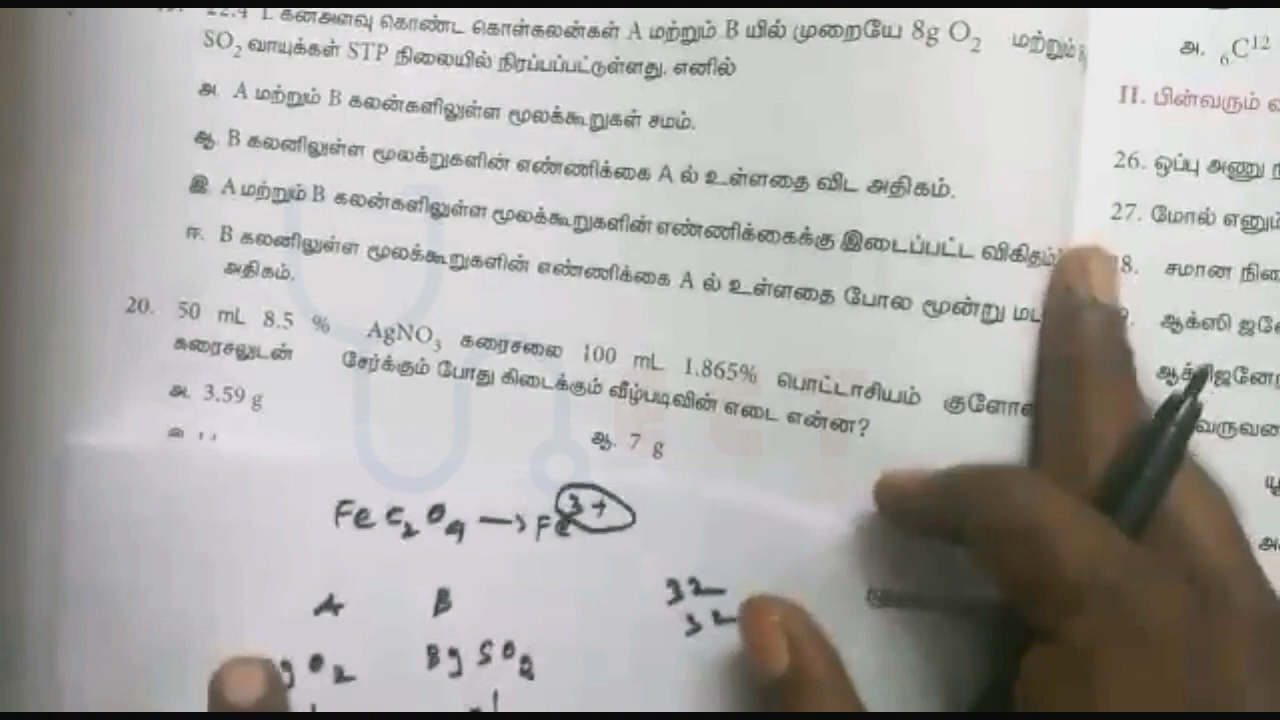 22.4 L கனஅளவு கொண்ட கொள்கலன்கள் A மற்றும் B யில் முறையே 8g O₂ மற்றும்
SO₂ வாயுக்கள் STP நிலையில் நிரப்பப்பட்டுள்ளது. எனில்
அ. A மற்றும் B கலன்களிலுள்ள மூலக்கூறுகள் சமம்.
ஆ. B கலனிலுள்ள மூலக்றுகளின் எண்ணிக்கை A ல் உள்ளதை விட அதிகம்.
இ. A மற்றும் B கலன்களிலுள்ள மூலக்கூறுகளின் எண்ணிக்கைக்கு இடைப்பட்ட விகிதம்
ஈ. B கலனிலுள்ள மூலக்கூறுகளின் எண்ணிக்கை A ல் உள்ளதை போல மூன்று
அதிகம்.
20. 50 mL 8.5 % AgNO₃ கரைசலை 100 mL 1.865% பொட்டாசியம்
கரைசலுடன் சேர்க்கும் போது கிடைக்கும் வீழ்படிவின் எடை என்ன?
அ. 3.59 g
ஆ. 7 g
FeC₂O₄ → Fe³⁺
A B
g O₂ 8g SO₂
32
32
அ. ₆C¹²
II. பின்வரும்
26. ஒப்பு அணு
27. மோல்
8. சமான
ஆக்ஸி